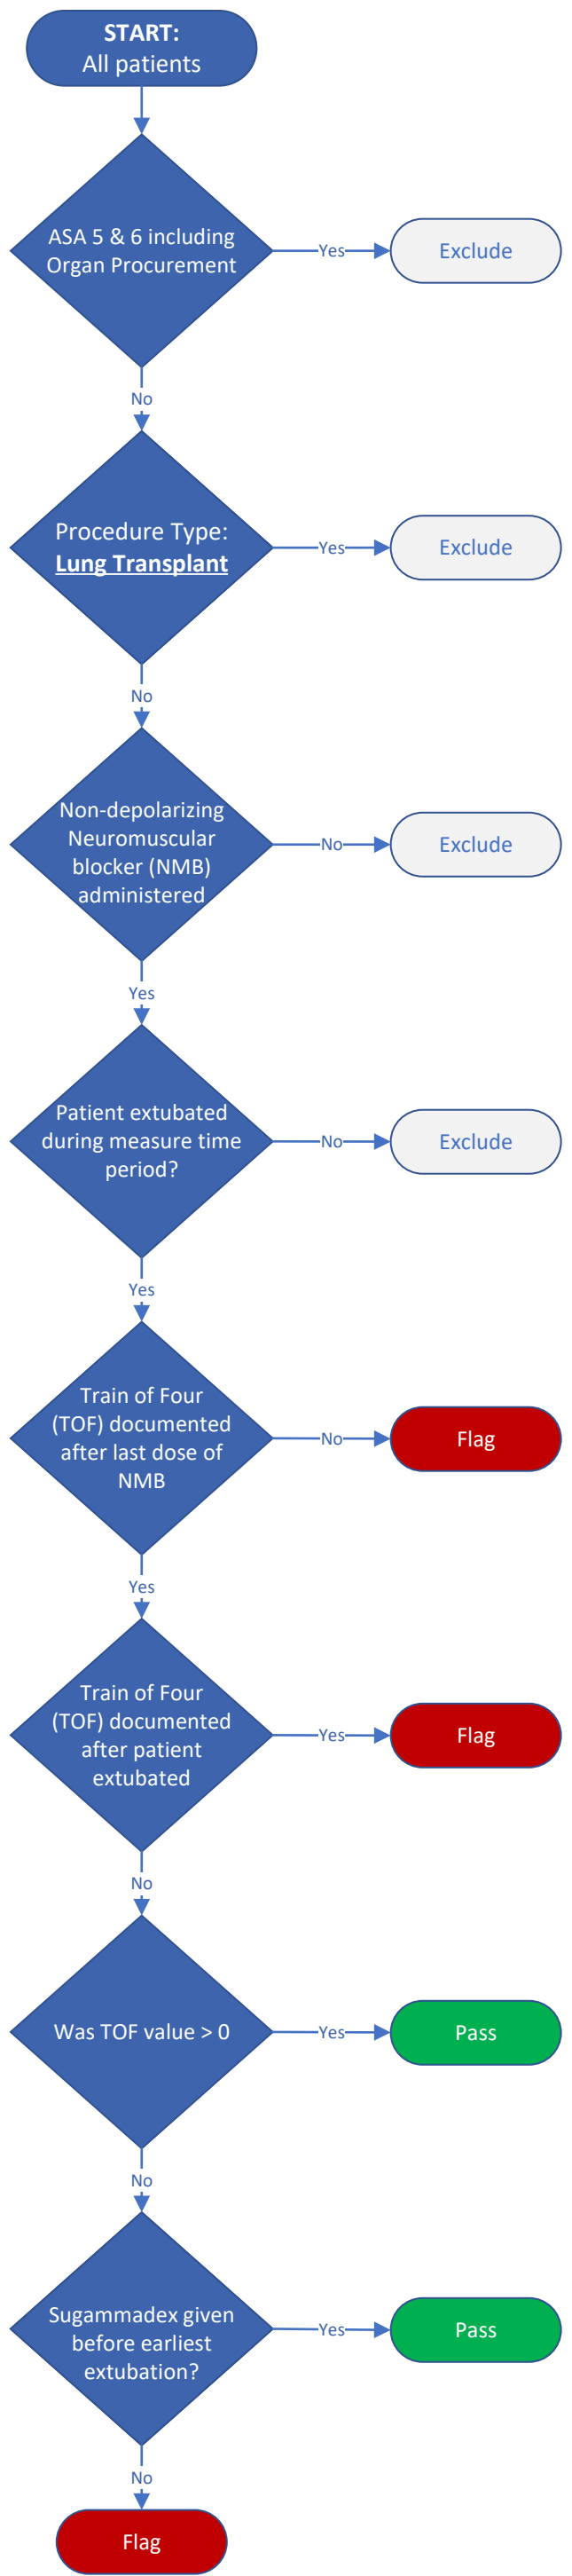 START:
All patients
ASA 5 & 6 including
Organ Procurement
Yes
Exclude
No
Procedure Type:
Lung Transplant
Yes
Exclude
No
Non-depolarizing
Neuromuscular
blocker (NMB)
administered
No
Exclude
Yes
Patient extubated
during measure time
period?
No
Exclude
Yes
Train of Four
(TOF) documented
after last dose of
NMB
No
Flag
Yes
Train of Four
(TOF) documented
after patient
extubated
Yes
Flag
No
Was TOF value > 0
Yes
Pass
No
Sugammadex given
before earliest
extubation?
Yes
Pass
No
Flag